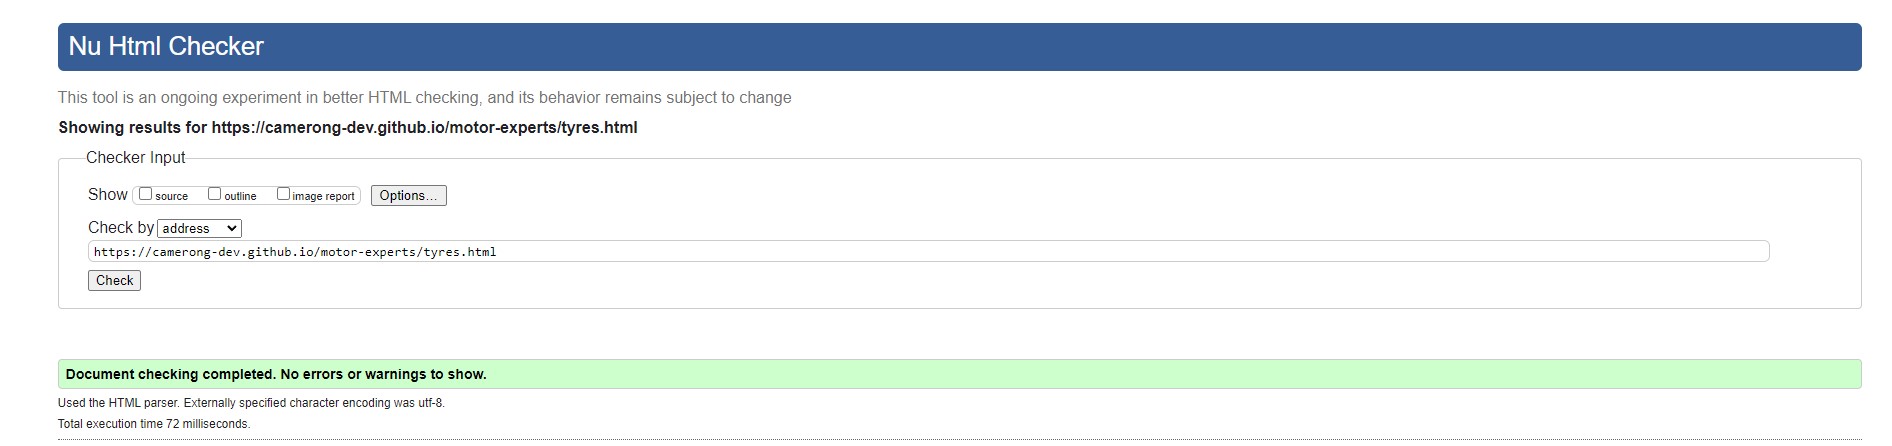 Nu Html Checker
This tool is an ongoing experiment in better HTML checking, and its behavior remains subject to change
Showing results for https://camerong-dev.github.io/motor-experts/tyres.html
Checker Input
Show source outline image report Options...
Check by address
https://camerong-dev.github.io/motor-experts/tyres.html
Check
Document checking completed. No errors or warnings to show.
Used the HTML parser. Externally specified character encoding was utf-8.
Total execution time 72 milliseconds.